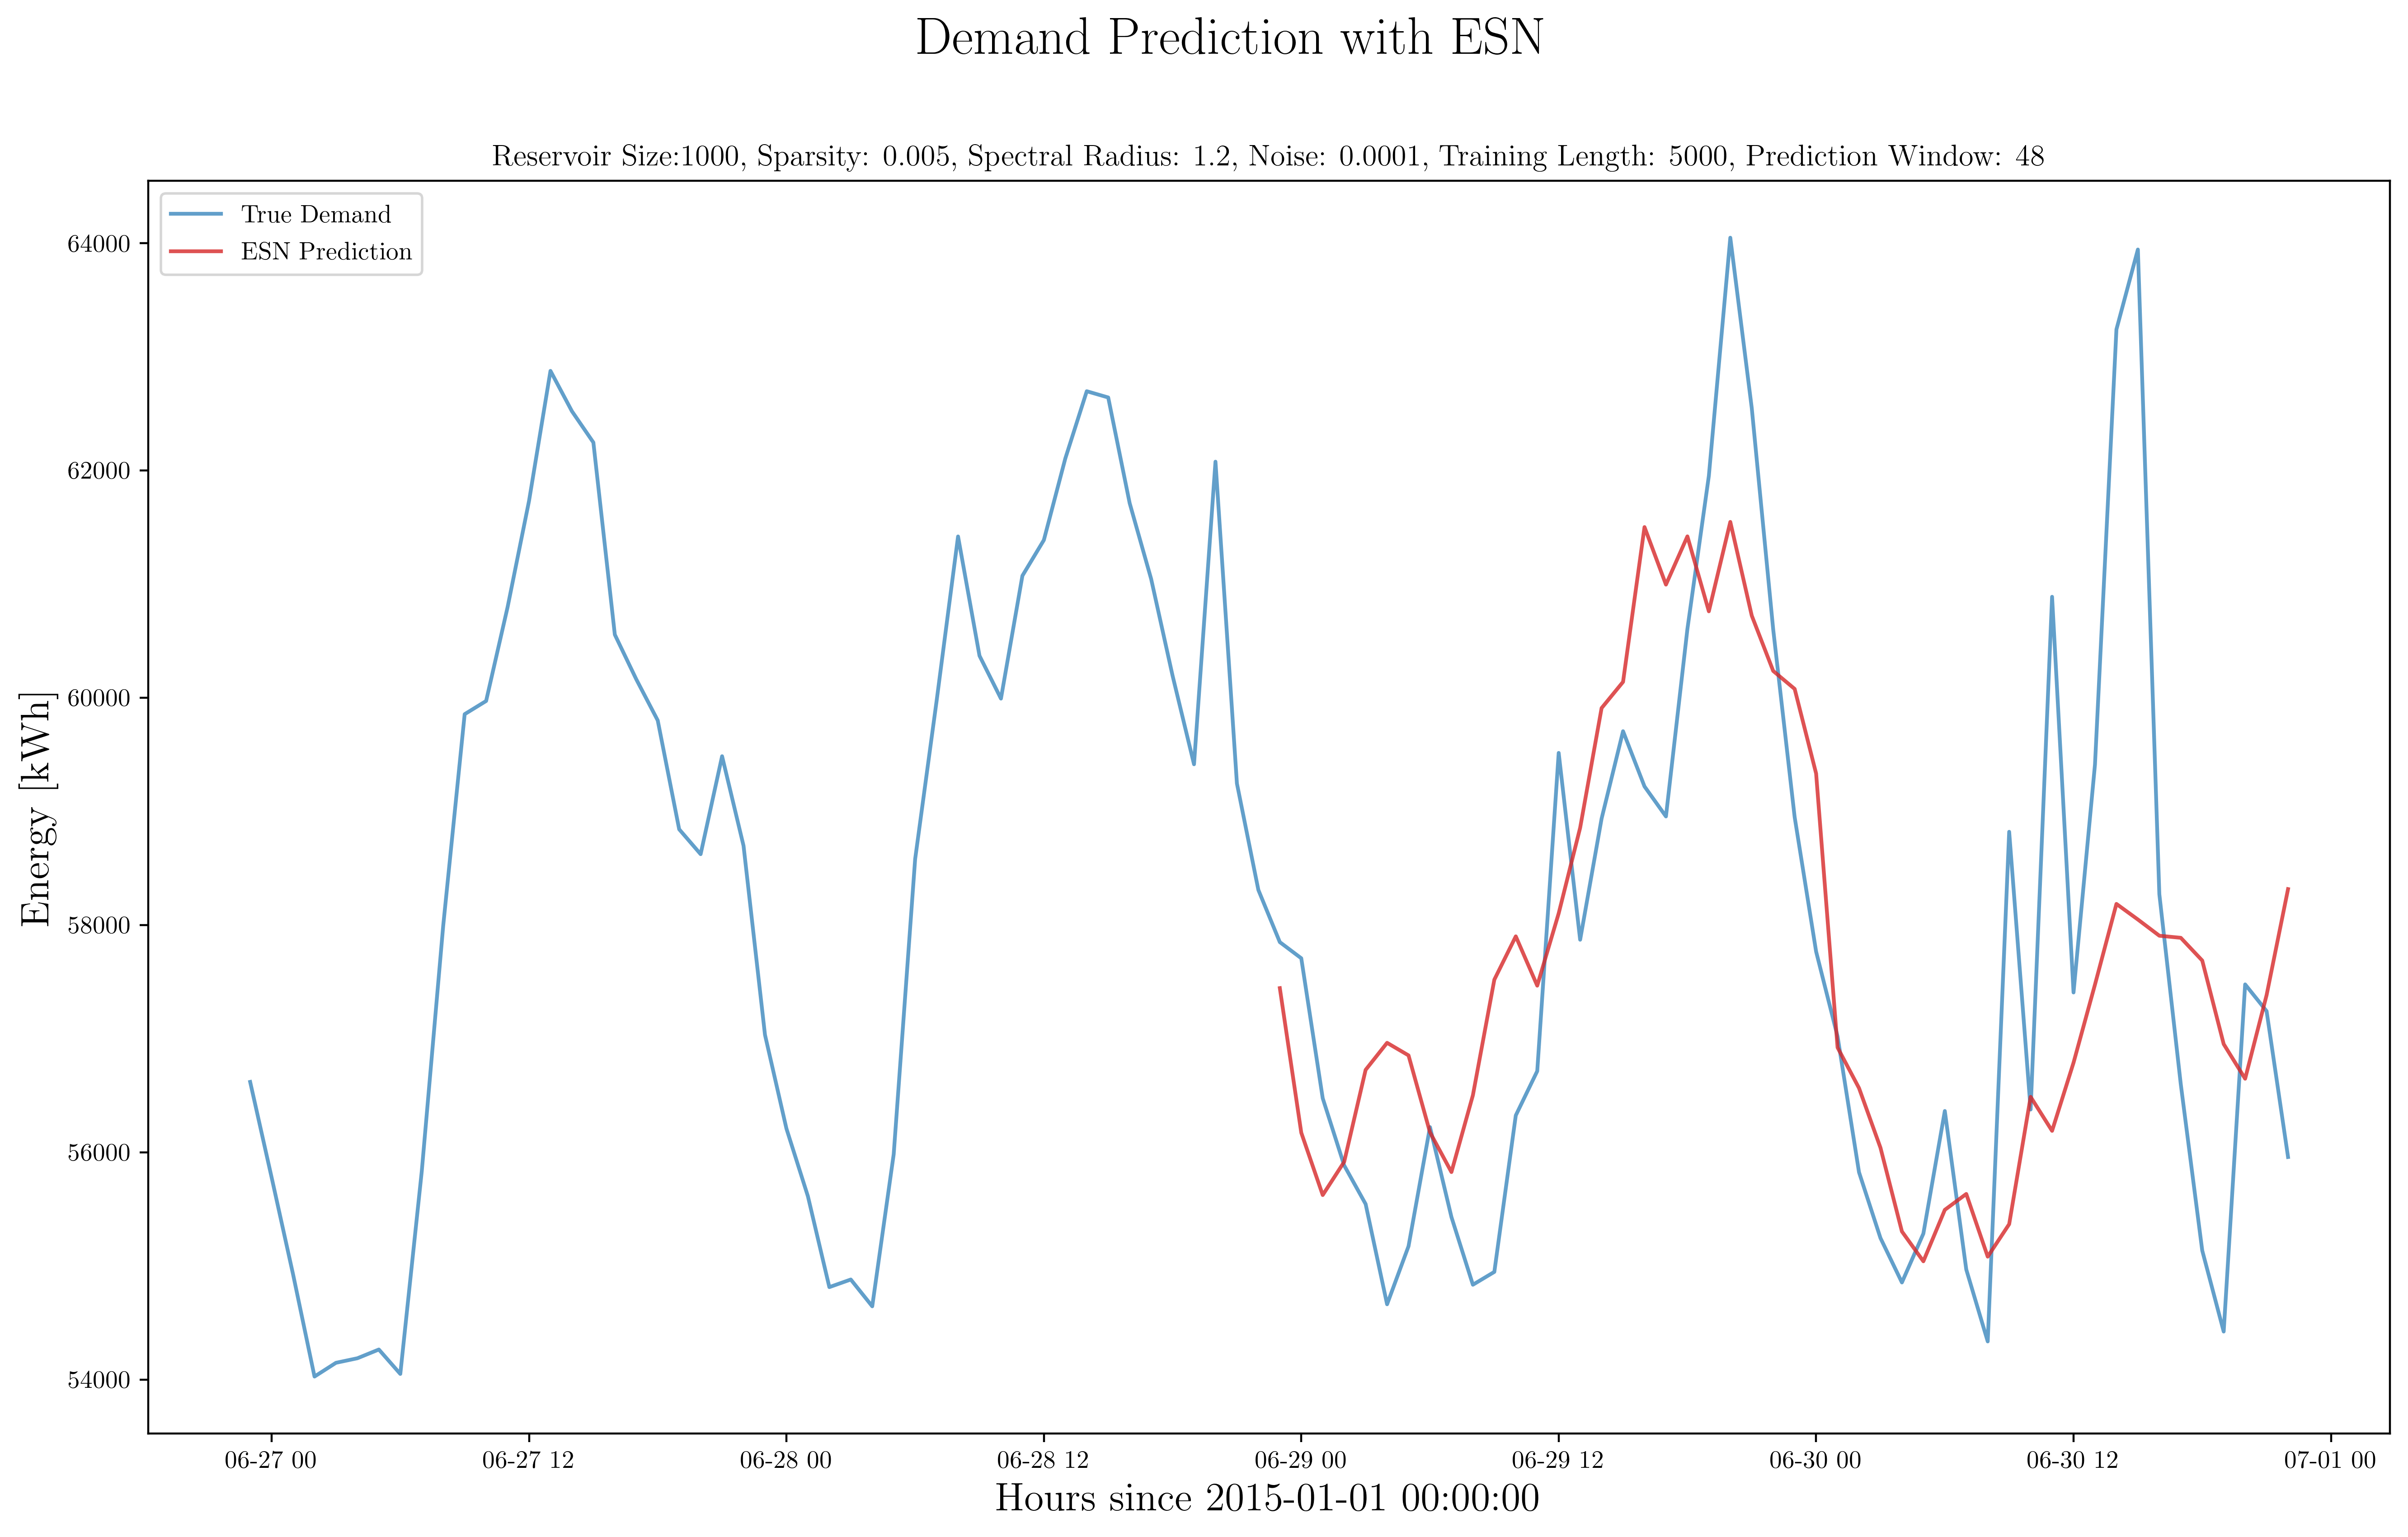 Demand Prediction with ESN
Reservoir Size:1000, Sparsity: 0.005, Spectral Radius: 1.2, Noise: 0.0001, Training Length: 5000, Prediction Window: 48
True Demand
ESN Prediction
64000
62000
60000
58000
56000
54000
Energy [kWh]
06-27 00 06-27 12 06-28 00 06-28 12 06-29 00 06-29 12 06-30 00 06-30 12 07-01 00
Hours since 2015-01-01 00:00:00